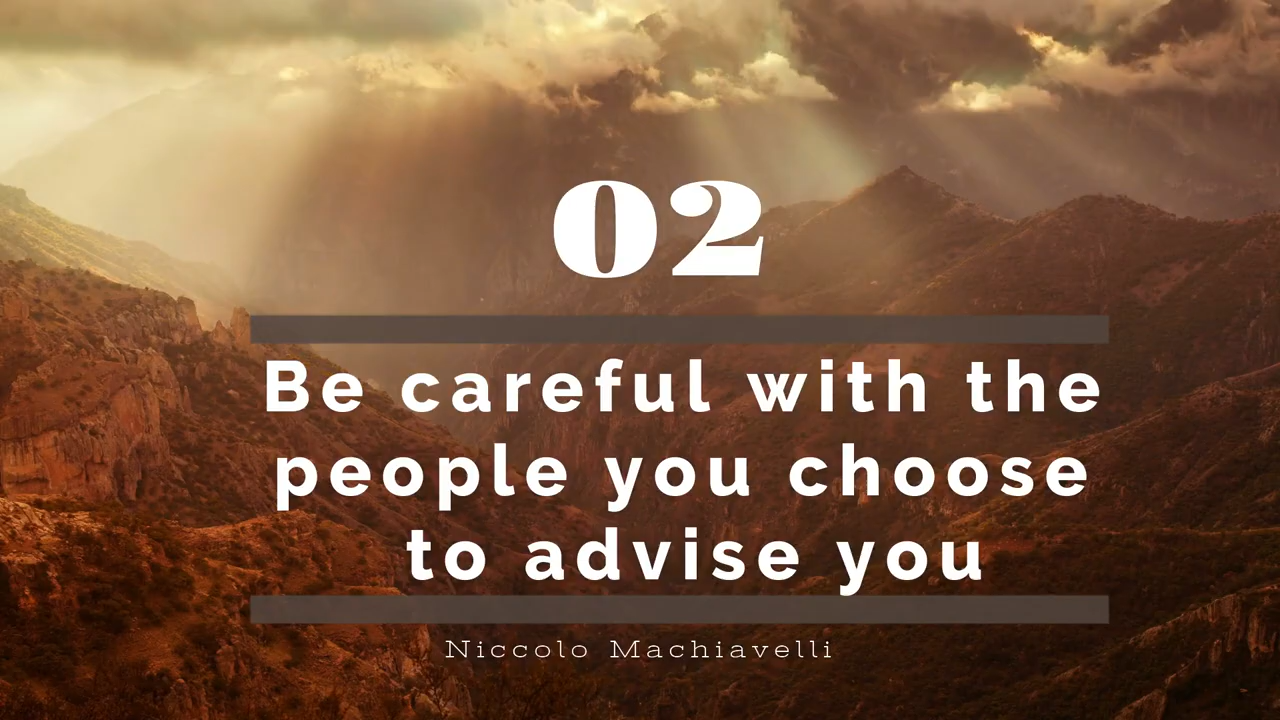 02
Be careful with the
people you choose
to advise you
Niccolo Machiavelli